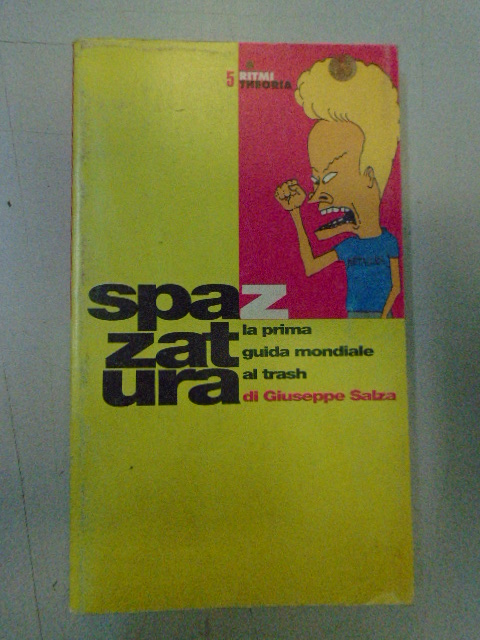 5 RITMI
THEORIA
spaz
zat
ura
la prima
guida mondiale
al trash
di Giuseppe Salza